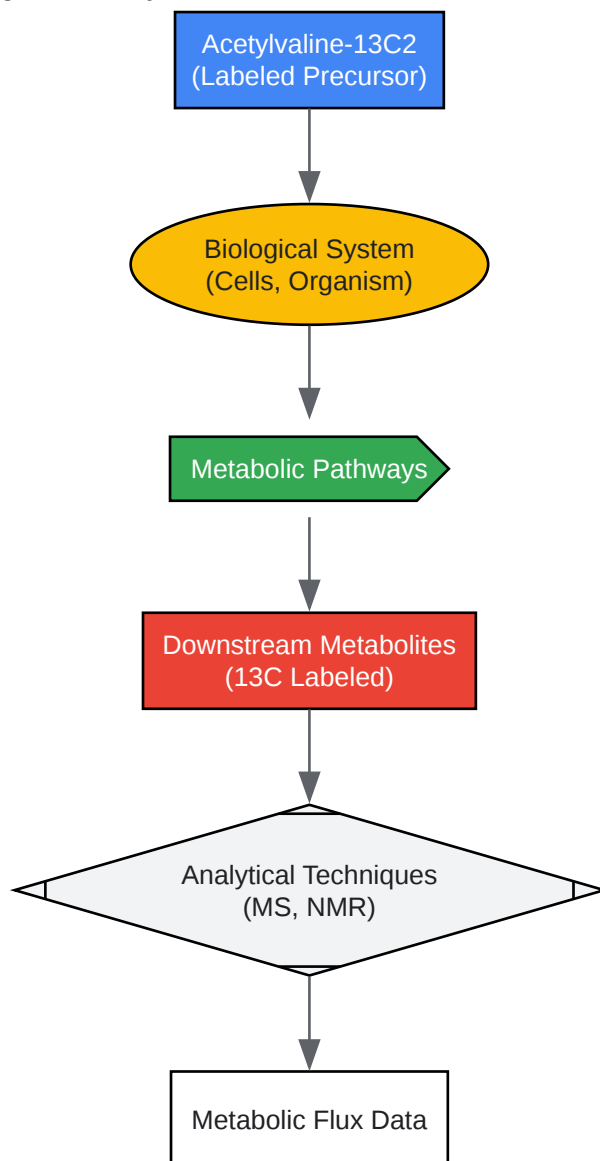 Acetylvaline-13C2
(Labeled Precursor)
Biological System
(Cells, Organism)
Metabolic Pathways
Downstream Metabolites
(13C Labeled)
Analytical Techniques
(MS, NMR)
Metabolic Flux Data